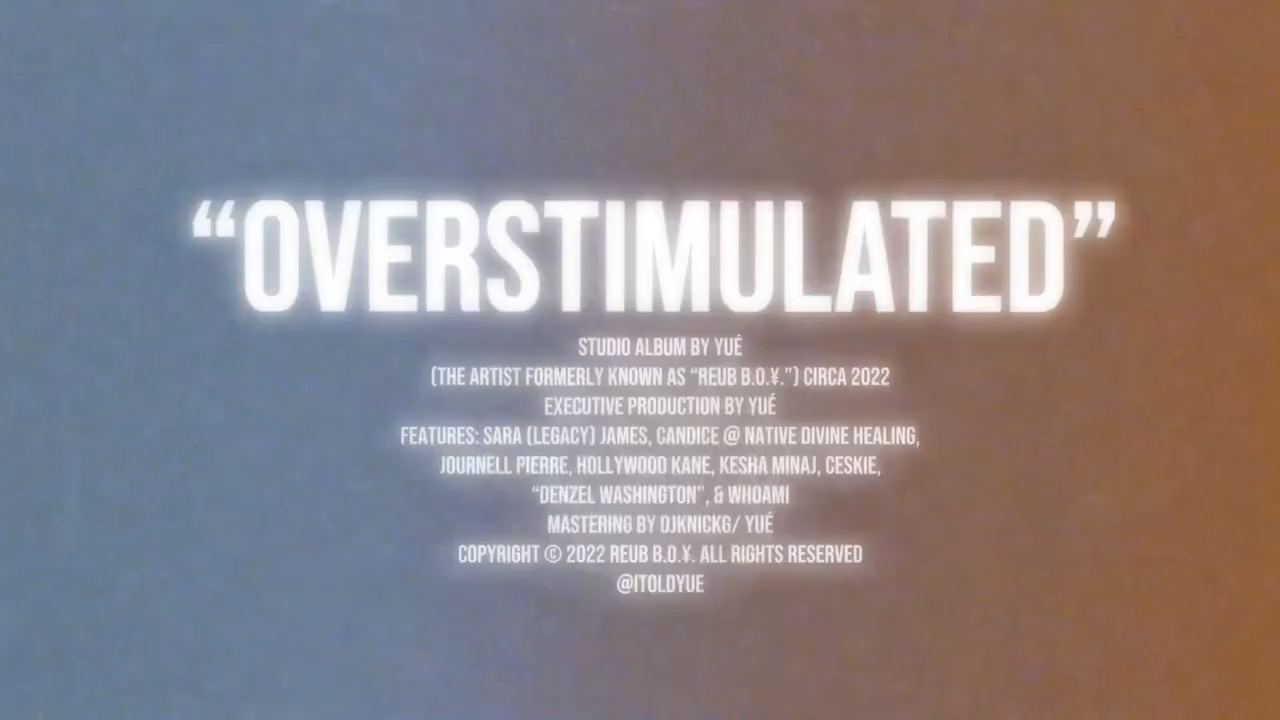 “OVERSTIMULATED”
STUDIO ALBUM BY YUÉ
(THE ARTIST FORMERLY KNOWN AS “REUB B.O.¥.”) CIRCA 2022
EXECUTIVE PRODUCTION BY YUÉ
FEATURES: SARA (LEGACY) JAMES, CANDICE @ NATIVE DIVINE HEALING,
JOURNELL PIERRE, HOLLYWOOD KANE, KESHA MINAJ, CESKIE,
“DENZEL WASHINGTON”, & WHOAMI
MASTERING BY DJKNICKG/ YUÉ
COPYRIGHT © 2022 REUB B.O.¥. ALL RIGHTS RESERVED
@ITOLDYUE